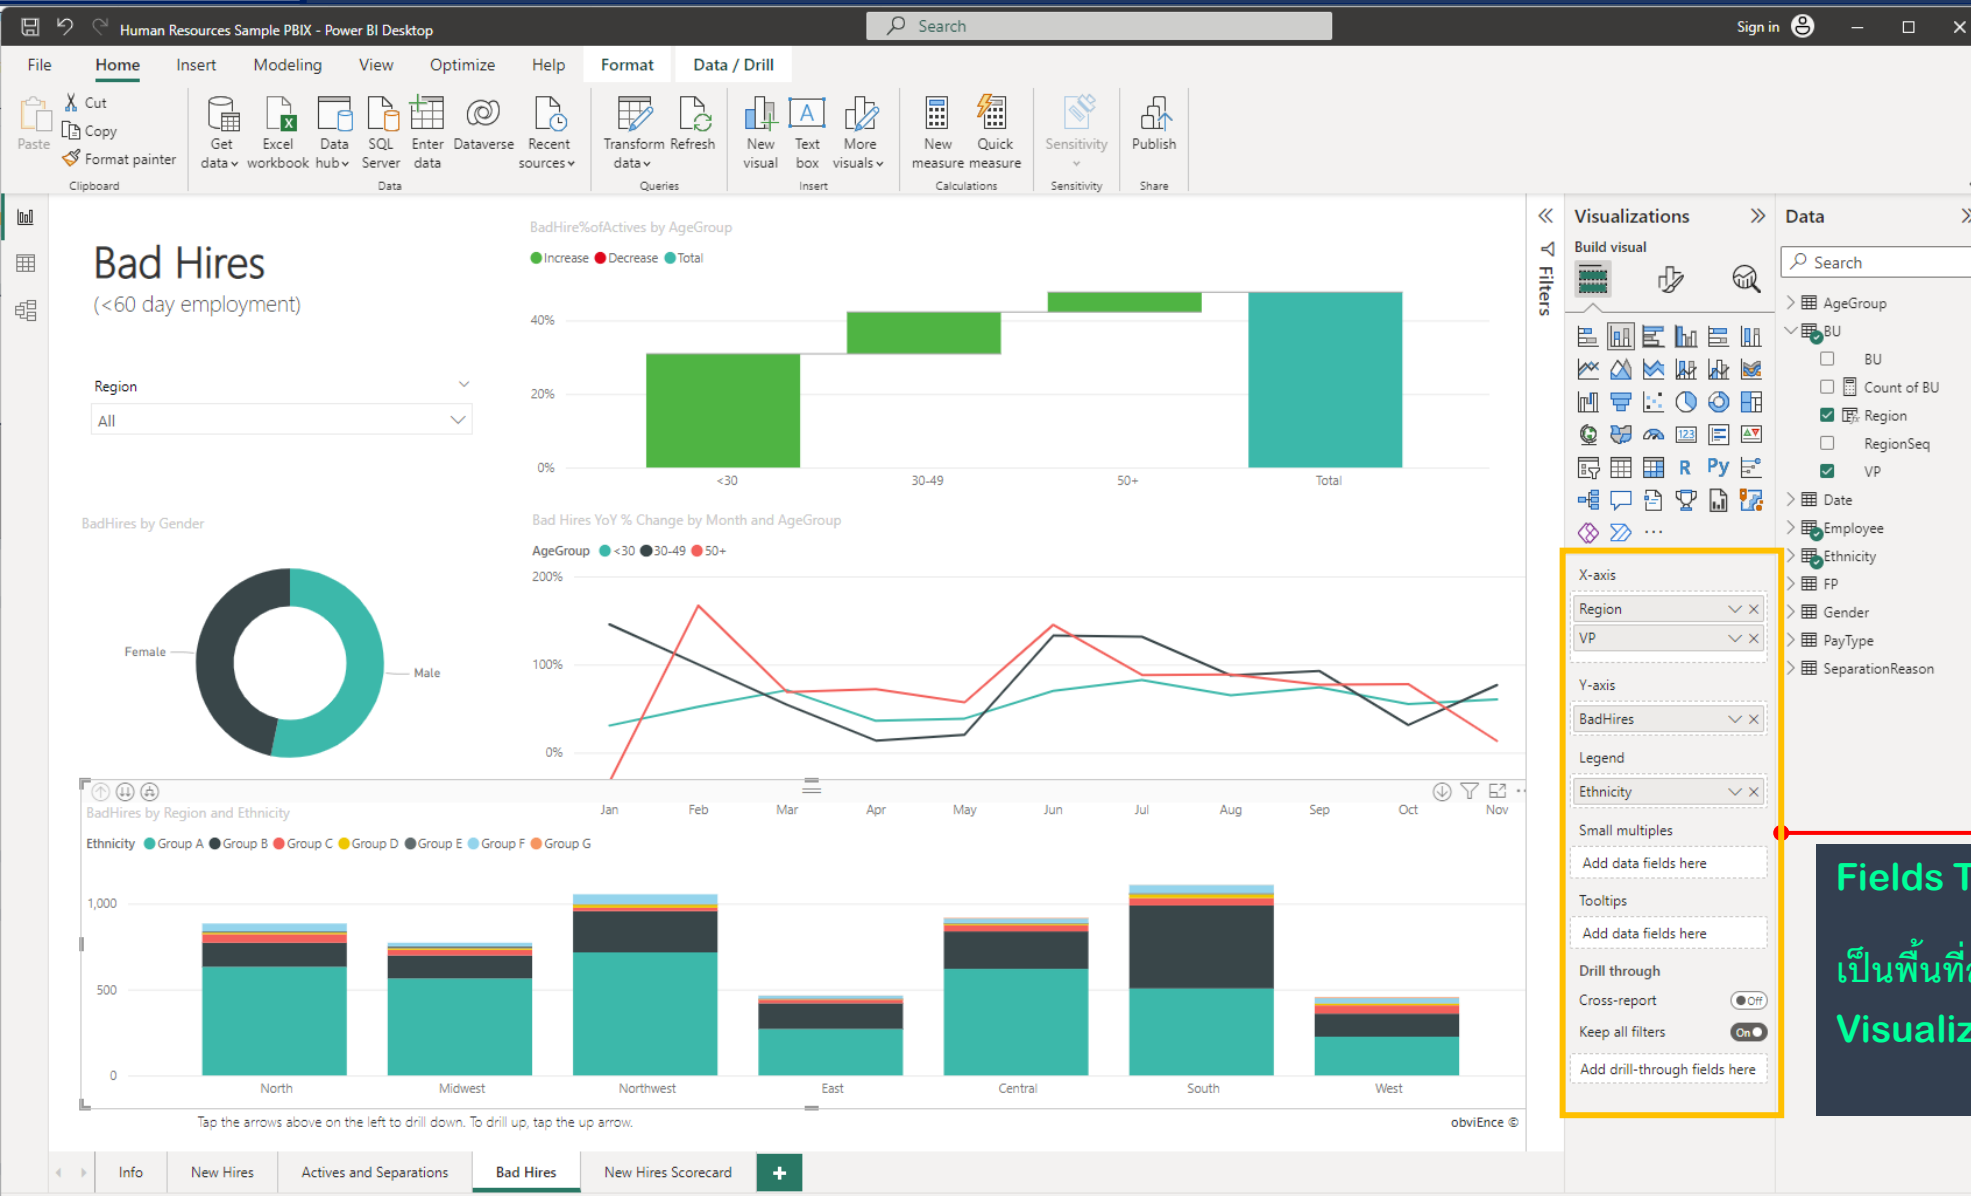 Human Resources Sample PBIX - Power BI Desktop
Search
Sign in
File Home Insert Modeling View Optimize Help Format Data / Drill
Paste
Cut
Copy
Format painter
Clipboard
Get data
Excel workbook
Data hub
SQL Server
Enter data
Dataverse
Recent sources
Data
Transform data
Refresh
Queries
New visual
Text box
More visuals
Insert
New measure
Quick measure
Calculations
Sensitivity
Sensitivity
Publish
Share
Bad Hires
(<60 day employment)
Region
All
BadHire%ofActives by AgeGroup
Increase Decrease Total
40%
20%
0%
<30 30-49 50+ Total
BadHires by Gender
Female
Male
Bad Hires YoY % Change by Month and AgeGroup
AgeGroup <30 30-49 50+
200%
100%
0%
Jan Feb Mar Apr May Jun Jul Aug Sep Oct Nov
BadHires by Region and Ethnicity
Ethnicity Group A Group B Group C Group D Group E Group F Group G
1,000
500
0
North Midwest Northwest East Central South West
Tap the arrows above on the left to drill down. To drill up, tap the up arrow.
obviEnce ©
Info New Hires Actives and Separations Bad Hires New Hires Scorecard +
Filters
Visualizations
Build visual
123
R
Py
X-axis
Region
VP
Y-axis
BadHires
Legend
Ethnicity
Small multiples
Add data fields here
Tooltips
Add data fields here
Drill through
Cross-report Off
Keep all filters On
Add drill-through fields here
Data
Search
AgeGroup
BU
BU
Count of BU
Region
RegionSeq
VP
Date
Employee
Ethnicity
FP
Gender
PayType
SeparationReason
Fields T
เป็นพื้นที่
Visualiz